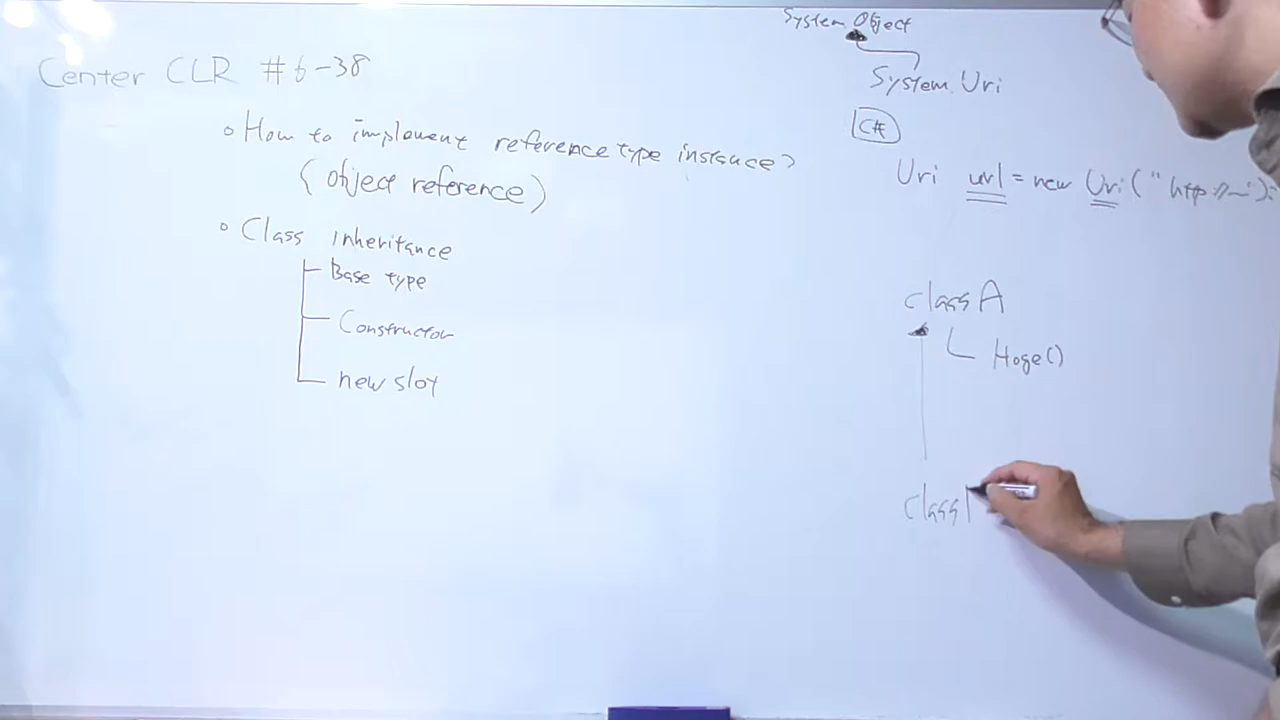 Center CLR #6-38
○ How to implement reference type instance?
(object reference)
○ Class inheritance
Base type
Constructor
new slot
System.Object
System.Uri
C#
Uri url = new Uri("http://~");
class A
Hoge()
class